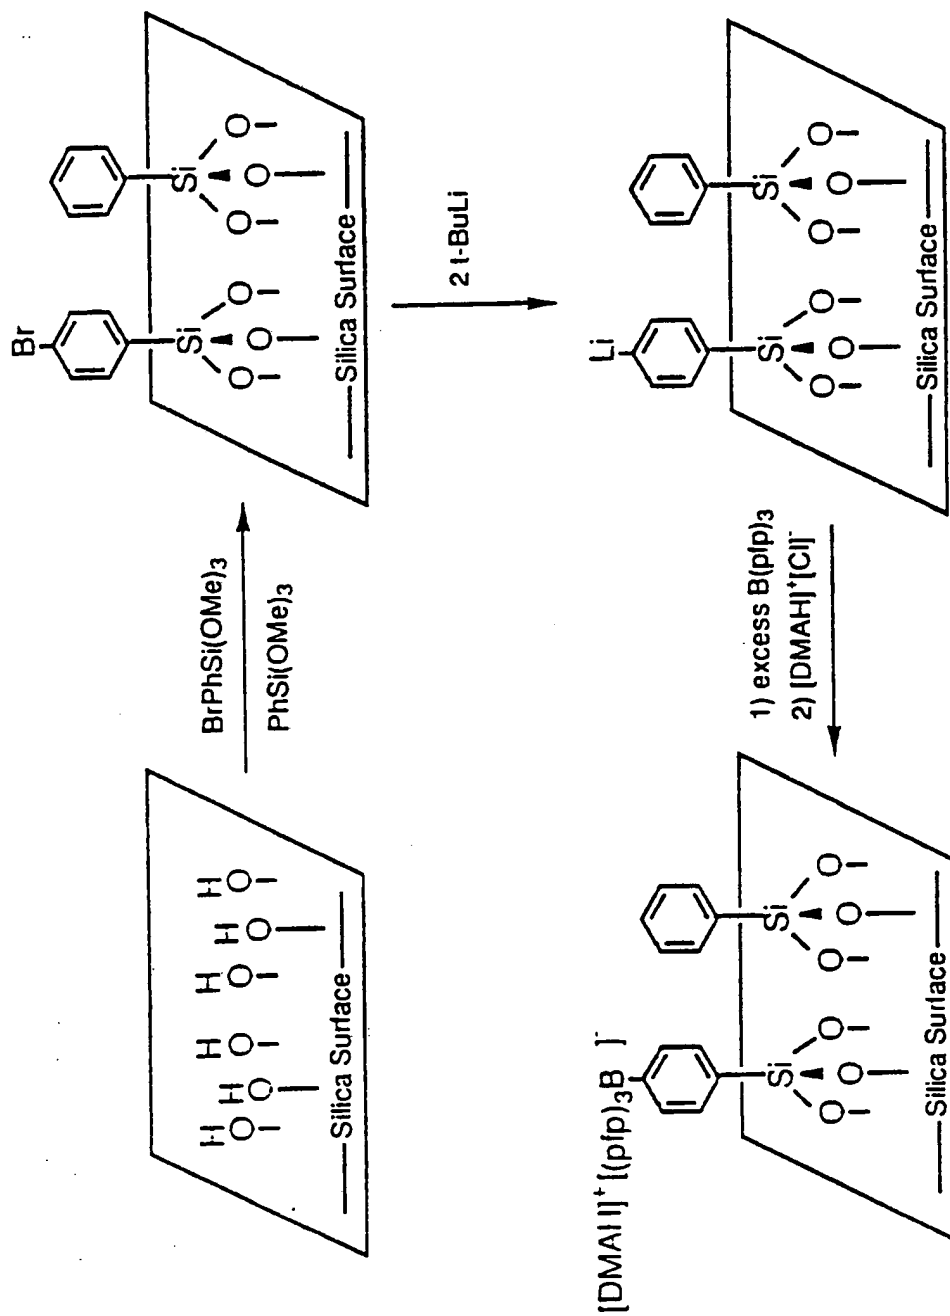 Br
BrPhSi(OMe)₃
PhSi(OMe)₃
H H H H H H
O O O O O O
Silica Surface
Si Si
O O O O O O
Silica Surface
2 t-BuLi
[DMAH]⁺[(pfp)₃B ]⁻
1) excess B(pfp)₃
2) [DMAH]⁺[Cl]⁻
Li
Si Si
O O O O O O
Silica Surface
Si Si
O O O O O O
Silica Surface